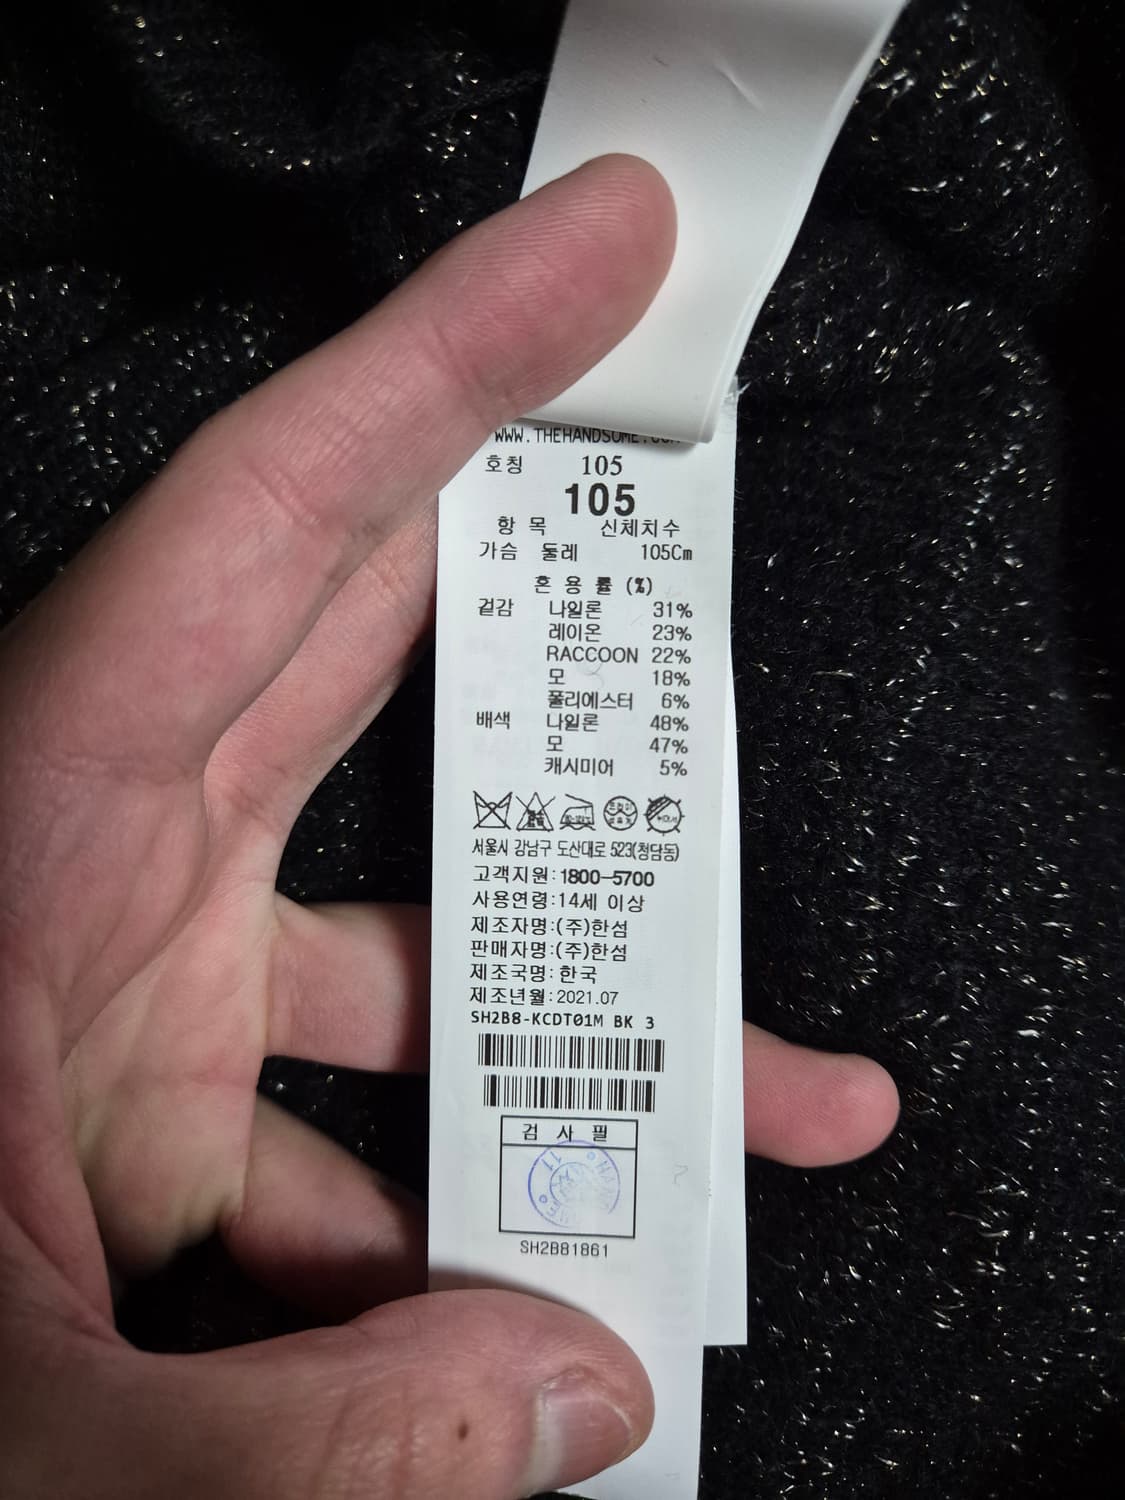 WWW.THEHANDSOME.COM
호칭 105
105
항 목 신체치수
가슴 둘레 105Cm
혼 용 률 (%)
겉감 나일론 31%
레이온 23%
RACCOON 22%
모 18%
폴리에스터 6%
배색 나일론 48%
모 47%
캐시미어 5%
서울시 강남구 도산대로 523(청담동)
고객지원:1800-5700
사용연령:14세 이상
제조자명:(주)한섬
판매자명:(주)한섬
제조국명:한국
제조년월:2021.07
SH2B8-KCDT01M BK 3
검 사 필
11
SH2B81861